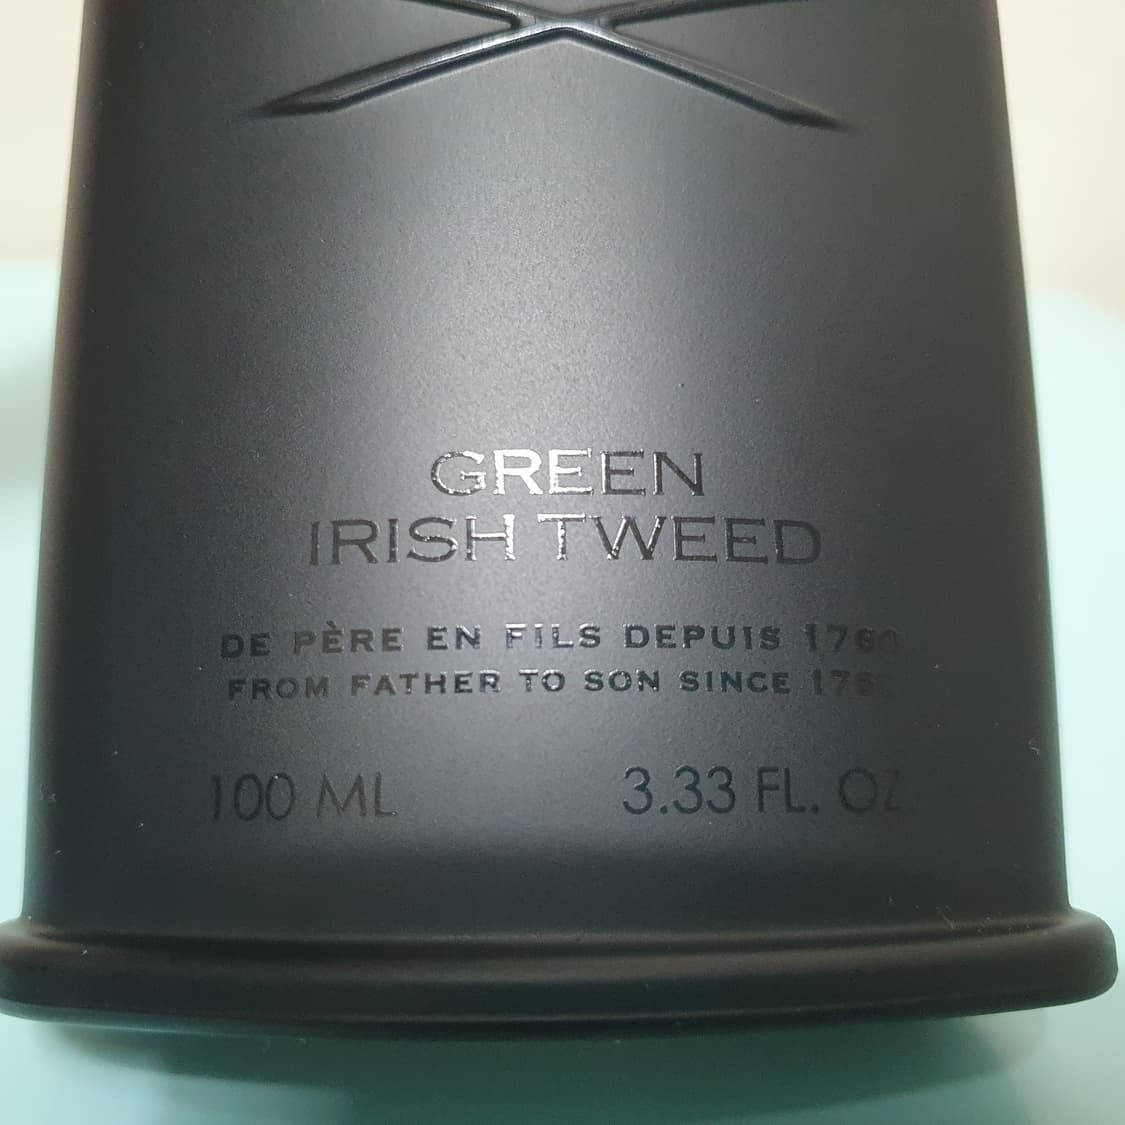 GREEN
IRISH TWEED
DE PÈRE EN FILS DEPUIS 1760
FROM FATHER TO SON SINCE 1760
100 ML 3.33 FL. OZ